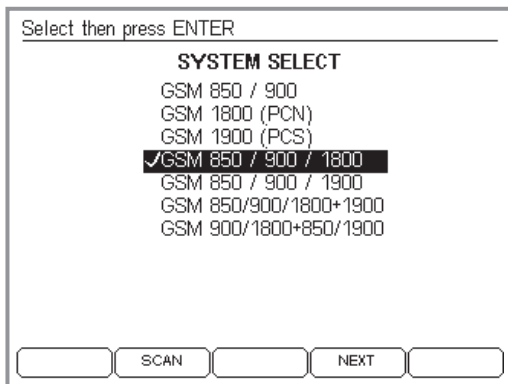 Select then press ENTER
SYSTEM SELECT
GSM 850 / 900
GSM 1800 (PCN)
GSM 1900 (PCS)
✓GSM 850 / 900 / 1800
GSM 850 / 900 / 1900
GSM 850/900/1800+1900
GSM 900/1800+850/1900
SCAN NEXT